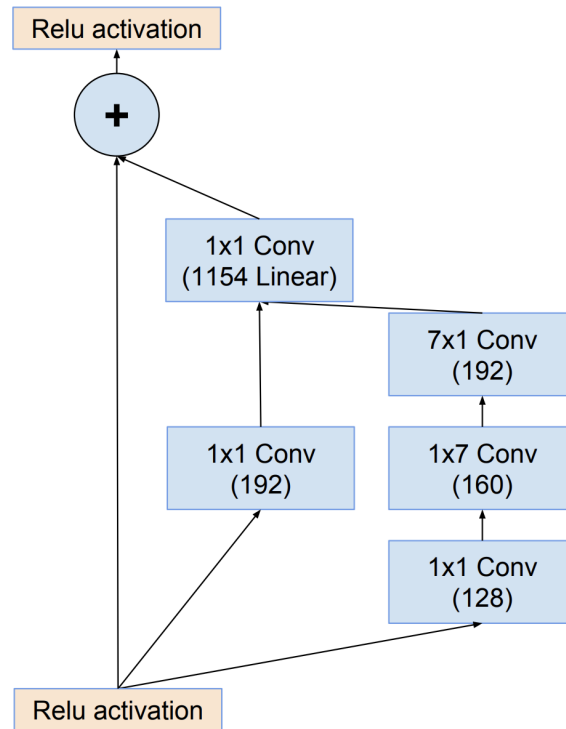 Relu activation
+
1x1 Conv
(1154 Linear)
7x1 Conv
(192)
1x1 Conv
(192)
1x7 Conv
(160)
1x1 Conv
(128)
Relu activation